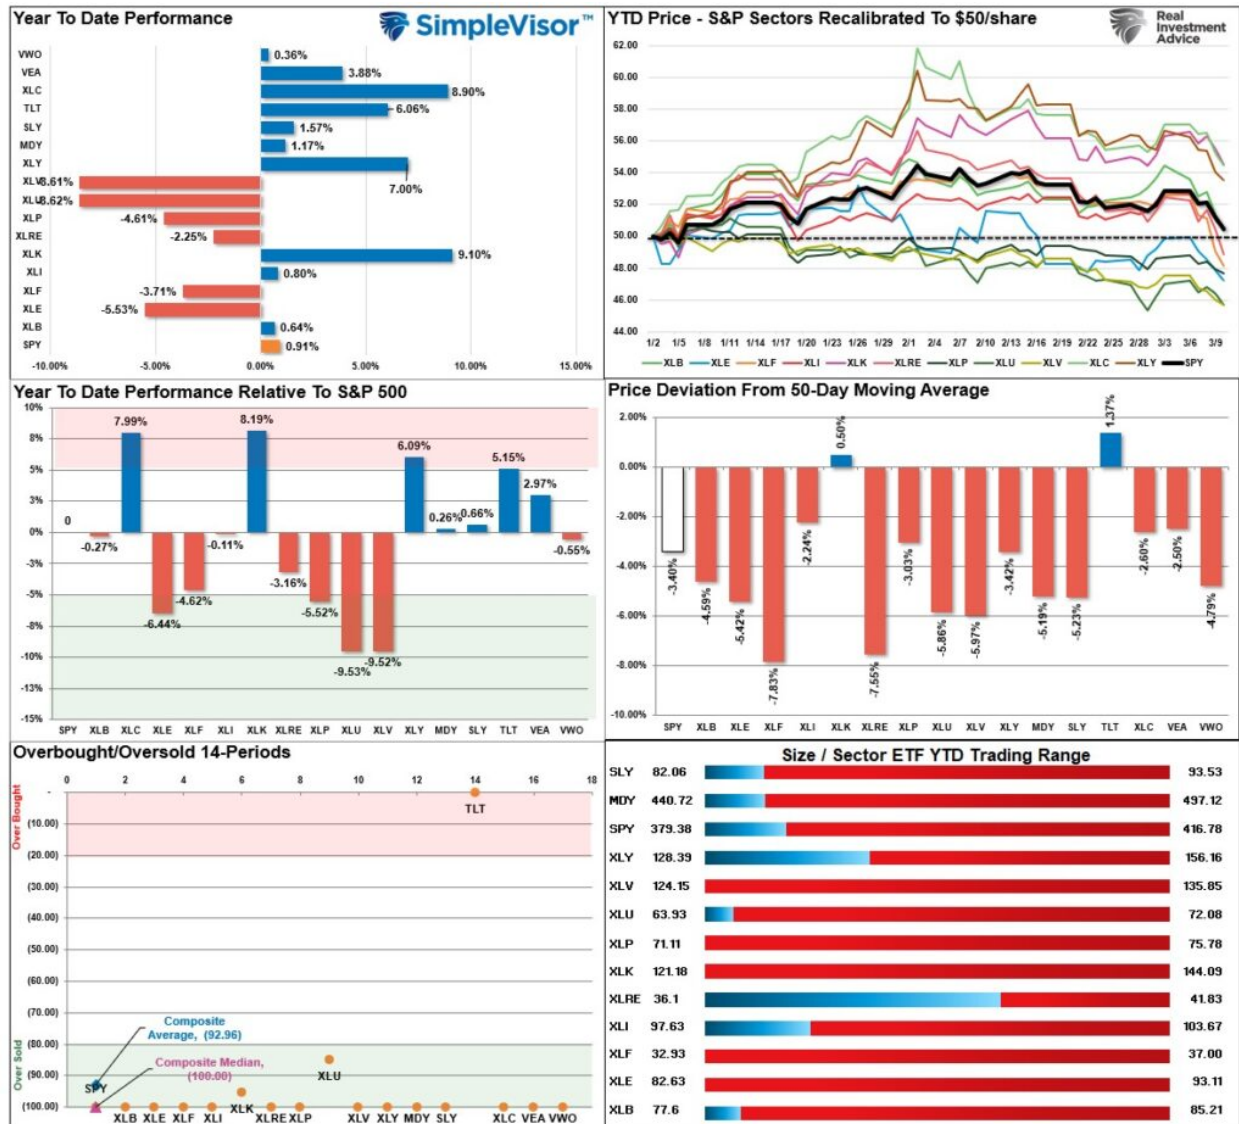 Year To Date Performance
SimpleVisor™
VWO 0.36%
VEA 3.88%
XLC 8.90%
TLT 6.06%
SLY 1.57%
MDY 1.17%
XLY 7.00%
XLV
XLU
XLP -4.61%
XLRE -2.25%
XLK 9.10%
XLI 0.80%
XLF -3.71%
XLE -5.53%
XLB 0.64%
SPY 0.91%
-10.00% -5.00% 0.00% 5.00% 10.00% 15.00%
YTD Price - S&P Sectors Recalibrated To $50/share
Real
Investment
Advice
62.00
60.00
58.00
56.00
54.00
52.00
50.00
48.00
46.00
44.00
1/2 1/5 1/8 1/11 1/14 1/17 1/20 1/23 1/26 1/29 2/1 2/4 2/7 2/10 2/13 2/16 2/19 2/22 2/25 2/28 3/3 3/6 3/9
XLB XLE XLF XLI XLK XLRE XLP XLU XLV XLC XLY SPY
Year To Date Performance Relative To S&P 500
10%
8%
5%
3%
0%
-3%
-5%
-8%
-10%
-13%
-15%
0 -0.27% 7.99% -6.44% -4.62% -0.11% 8.19% -3.16% -5.52% -9.53% -9.52% 6.09% 0.26% 0.66% 5.15% 2.97% -0.55%
SPY XLB XLC XLE XLF XLI XLK XLRE XLP XLU XLV XLY MDY SLY TLT VEA VWO
Price Deviation From 50-Day Moving Average
2.00%
0.00%
-2.00%
-4.00%
-6.00%
-8.00%
-10.00%
-3.40% -4.59% -5.42% -7.83% -2.24% 0.50% -7.55% -3.03% -5.86% -5.97% -3.42% -5.19% -5.23% 1.37% -2.60% -2.50% -4.79%
SPY XLB XLE XLF XLI XLK XLRE XLP XLU XLV XLY MDY SLY TLT XLC VEA VWO
Overbought/Oversold 14-Periods
0 2 4 6 8 10 12 14 16 18
-
(10.00)
(20.00)
(30.00)
(40.00)
(50.00)
(60.00)
(70.00)
(80.00)
(90.00)
(100.00)
Over Bought
Over Sold
TLT
Composite
Average, (92.96)
Composite Median,
(100.00)
SPY
XLU
XLK
XLB XLE XLF XLI XLRE XLP XLV XLY MDY SLY XLC VEA VWO
Size / Sector ETF YTD Trading Range
SLY 82.06 93.53
MDY 440.72 497.12
SPY 379.38 416.78
XLY 128.39 156.16
XLV 124.15 135.85
XLU 63.93 72.08
XLP 71.11 75.78
XLK 121.18 144.09
XLRE 36.1 41.83
XLI 97.63 103.67
XLF 32.93 37.00
XLE 82.63 93.11
XLB 77.6 85.21